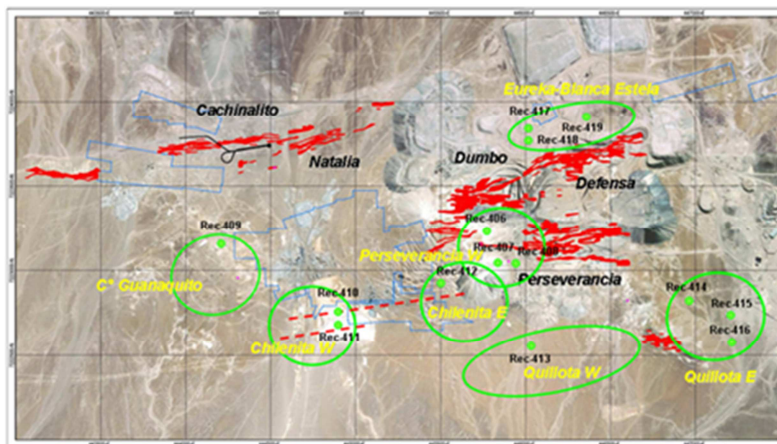 Eureka-Blanca Estela
Rec-417
Rec-419
Rec-418
Cachinalito
Natalia
Dumbo
Defensa
Rec-409
Rec-406
Perseverancia W
Rec-407
Rec-408
C° Guanaquito
Rec-412
Perseverancia
Rec-410
Chilenita E
Rec-414
Rec-415
Rec-411
Chilenita W
Rec-416
Rec-413
Quillota W
Quillota E